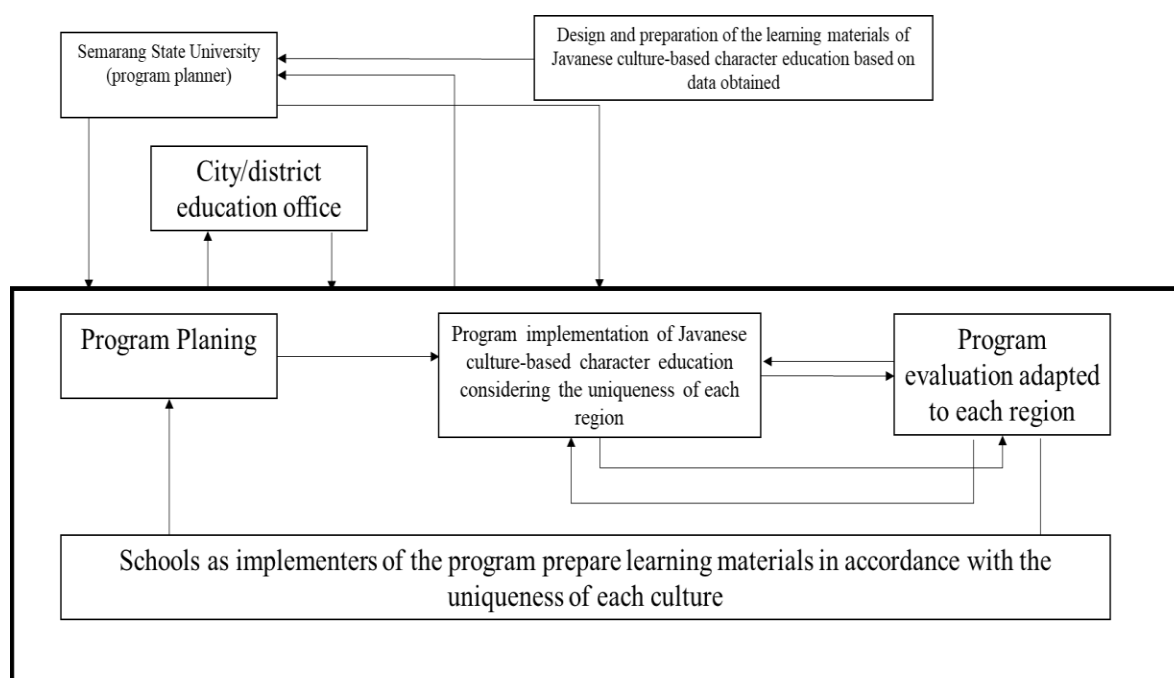 Semarang State University
(program planner)
Design and preparation of the learning materials of
Javanese culture-based character education based on
data obtained
City/district
education office
Program Planing
Program implementation of Javanese
culture-based character education
considering the uniqueness of each
region
Program
evaluation adapted
to each region
Schools as implementers of the program prepare learning materials in accordance with the
uniqueness of each culture